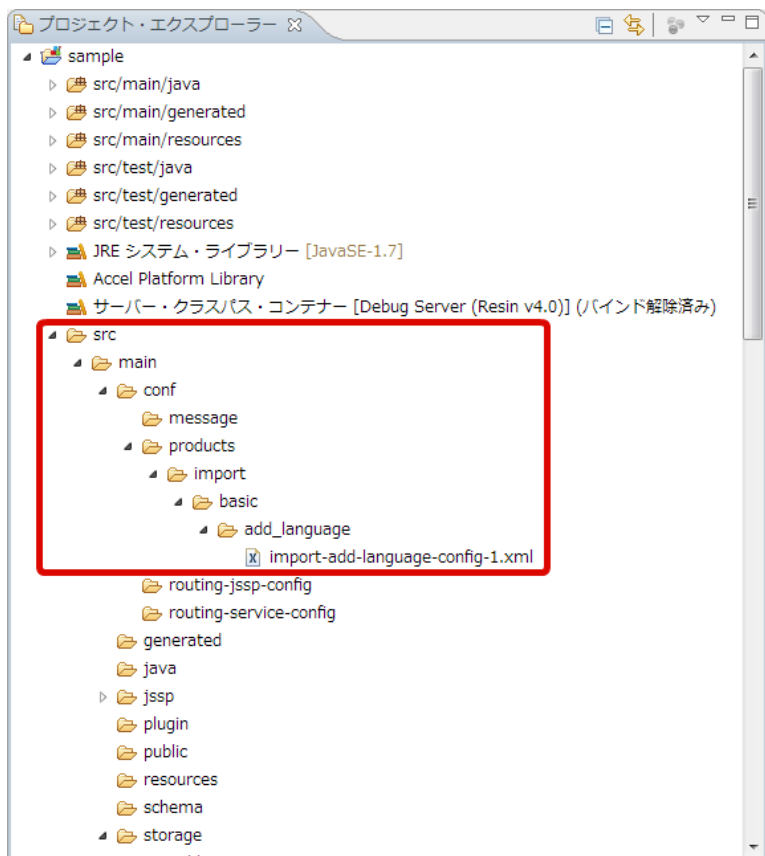 プロジェクト・エクスプローラー
sample
src/main/java
src/main/generated
src/main/resources
src/test/java
src/test/generated
src/test/resources
JRE システム・ライブラリー [JavaSE-1.7]
Accel Platform Library
サーバー・クラスパス・コンテナー [Debug Server (Resin v4.0)] (バインド解除済み)
src
main
conf
message
products
import
basic
add_language
import-add-language-config-1.xml
routing-jssp-config
routing-service-config
generated
java
jssp
plugin
public
resources
schema
storage